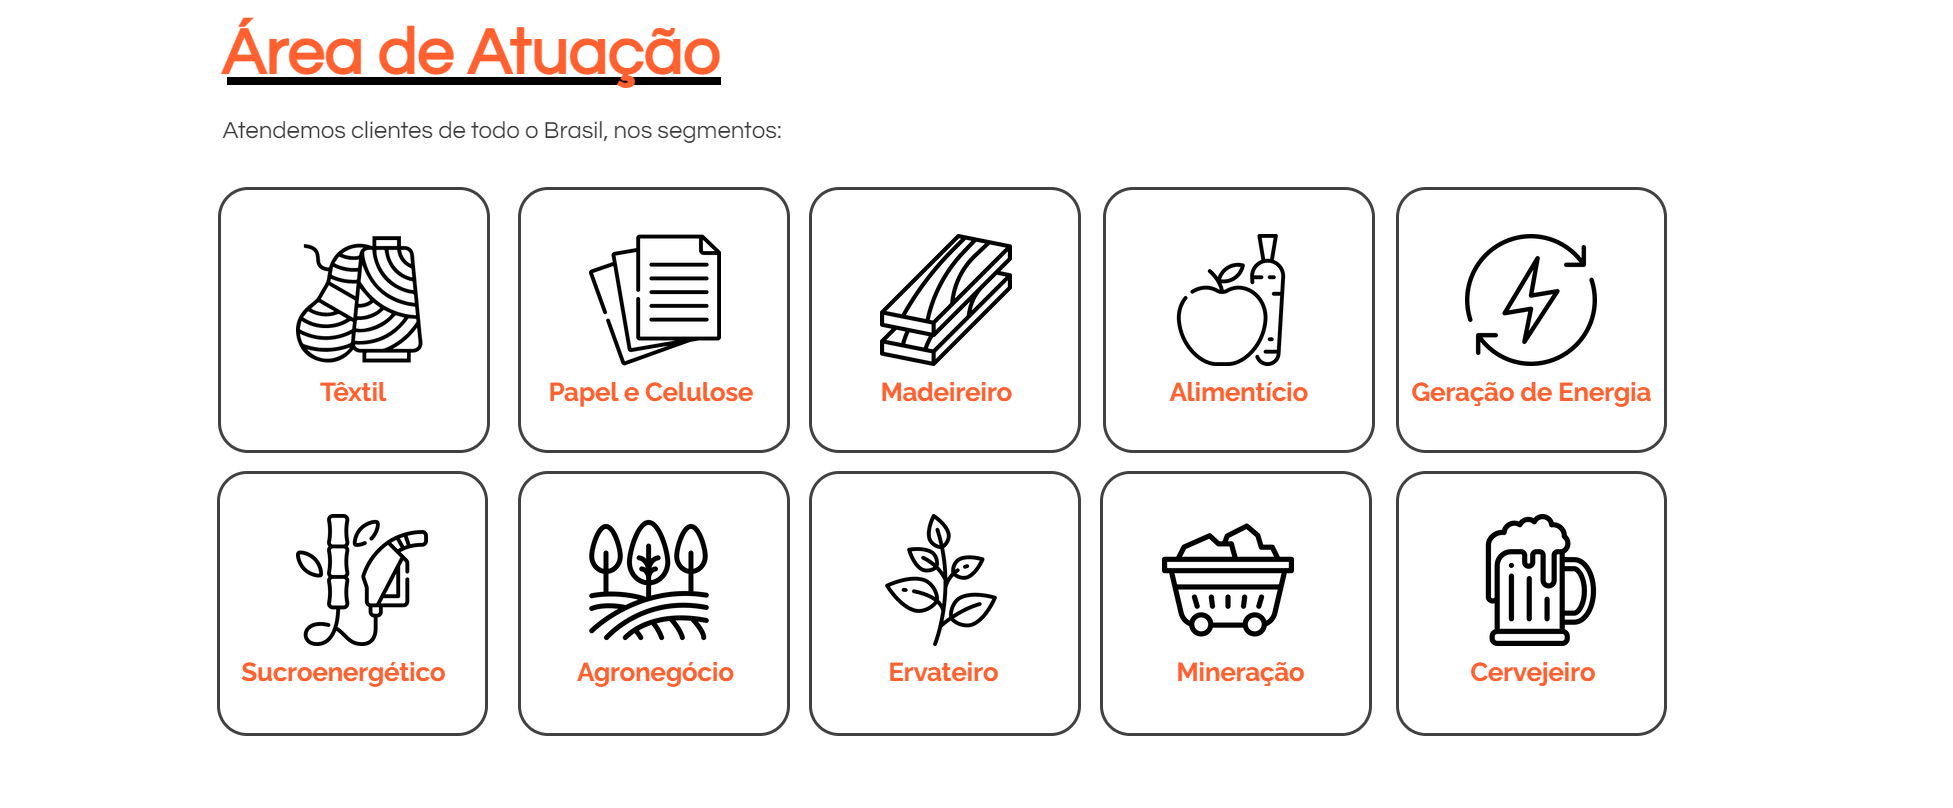 Área de Atuação
Atendemos clientes de todo o Brasil, nos segmentos:
Têxtil
Papel e Celulose
Madeireiro
Alimentício
Geração de Energia
Sucroenergético
Agronegócio
Ervateiro
Mineração
Cervejeiro